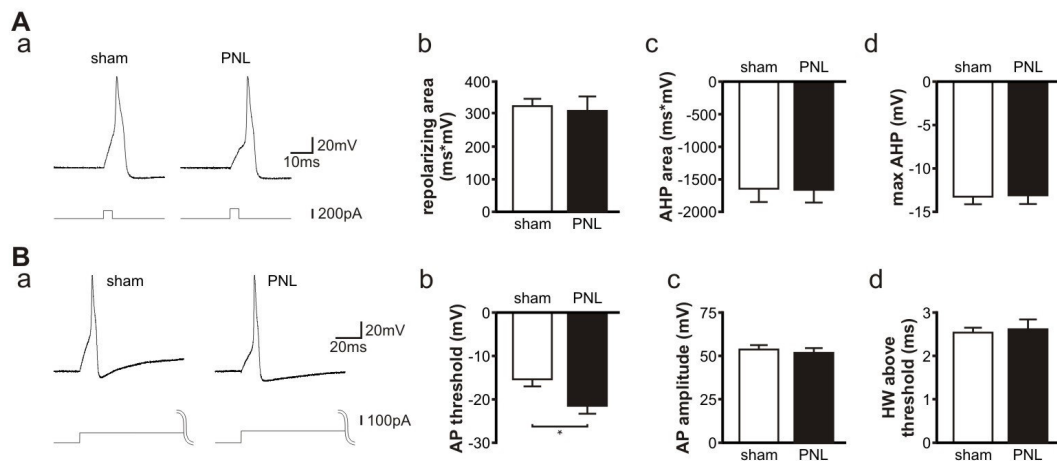 A
a
sham
PNL
20mV
10ms
200pA
b
repolarizing area
(ms*mV)
400
300
200
100
0
sham
PNL
c
sham
PNL
AHP area (ms*mV)
0
-500
-1000
-1500
-2000
d
sham
PNL
max AHP (mV)
0
-5
-10
-15
B
a
sham
PNL
20mV
20ms
100pA
b
sham
PNL
AP threshold (mV)
0
-10
-20
-30
*
c
AP amplitude (mV)
75
50
25
0
sham
PNL
d
HW above
threshold (ms)
3
2
1
0
sham
PNL